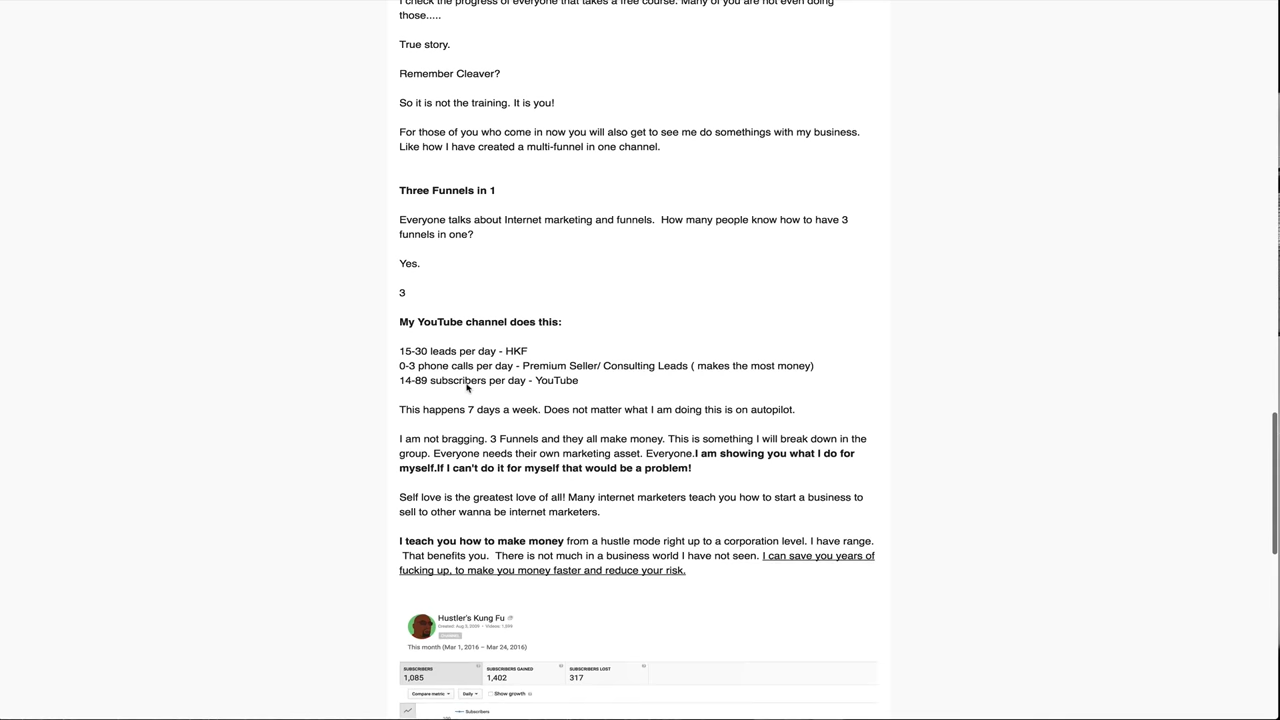 I check the progress of everyone that takes a free course. Many of you are not even doing
those.....
True story.
Remember Cleaver?
So it is not the training. It is you!
For those of you who come in now you will also get to see me do somethings with my business.
Like how I have created a multi-funnel in one channel.
Three Funnels in 1
Everyone talks about Internet marketing and funnels.  How many people know how to have 3
funnels in one?
Yes.
3
My YouTube channel does this:
15-30 leads per day - HKF
0-3 phone calls per day - Premium Seller/ Consulting Leads ( makes the most money)
14-89 subscribers per day - YouTube
This happens 7 days a week. Does not matter what I am doing this is on autopilot.
I am not bragging. 3 Funnels and they all make money. This is something I will break down in the
group. Everyone needs their own marketing asset. Everyone.I am showing you what I do for
myself.If I can't do it for myself that would be a problem!
Self love is the greatest love of all! Many internet marketers teach you how to start a business to
sell to other wanna be internet marketers.
I teach you how to make money from a hustle mode right up to a corporation level. I have range.
That benefits you.  There is not much in a business world I have not seen. I can save you years of
fucking up, to make you money faster and reduce your risk.
Hustler's Kung Fu
Created: Aug 3, 2009 • Videos: 1,099
CHANNEL
This month (Mar 1, 2016 – Mar 24, 2016)
SUBSCRIBERS SUBSCRIBERS GAINED SUBSCRIBERS LOST
1,085 1,402 317
Compare metric Daily Show growth
Subscribers